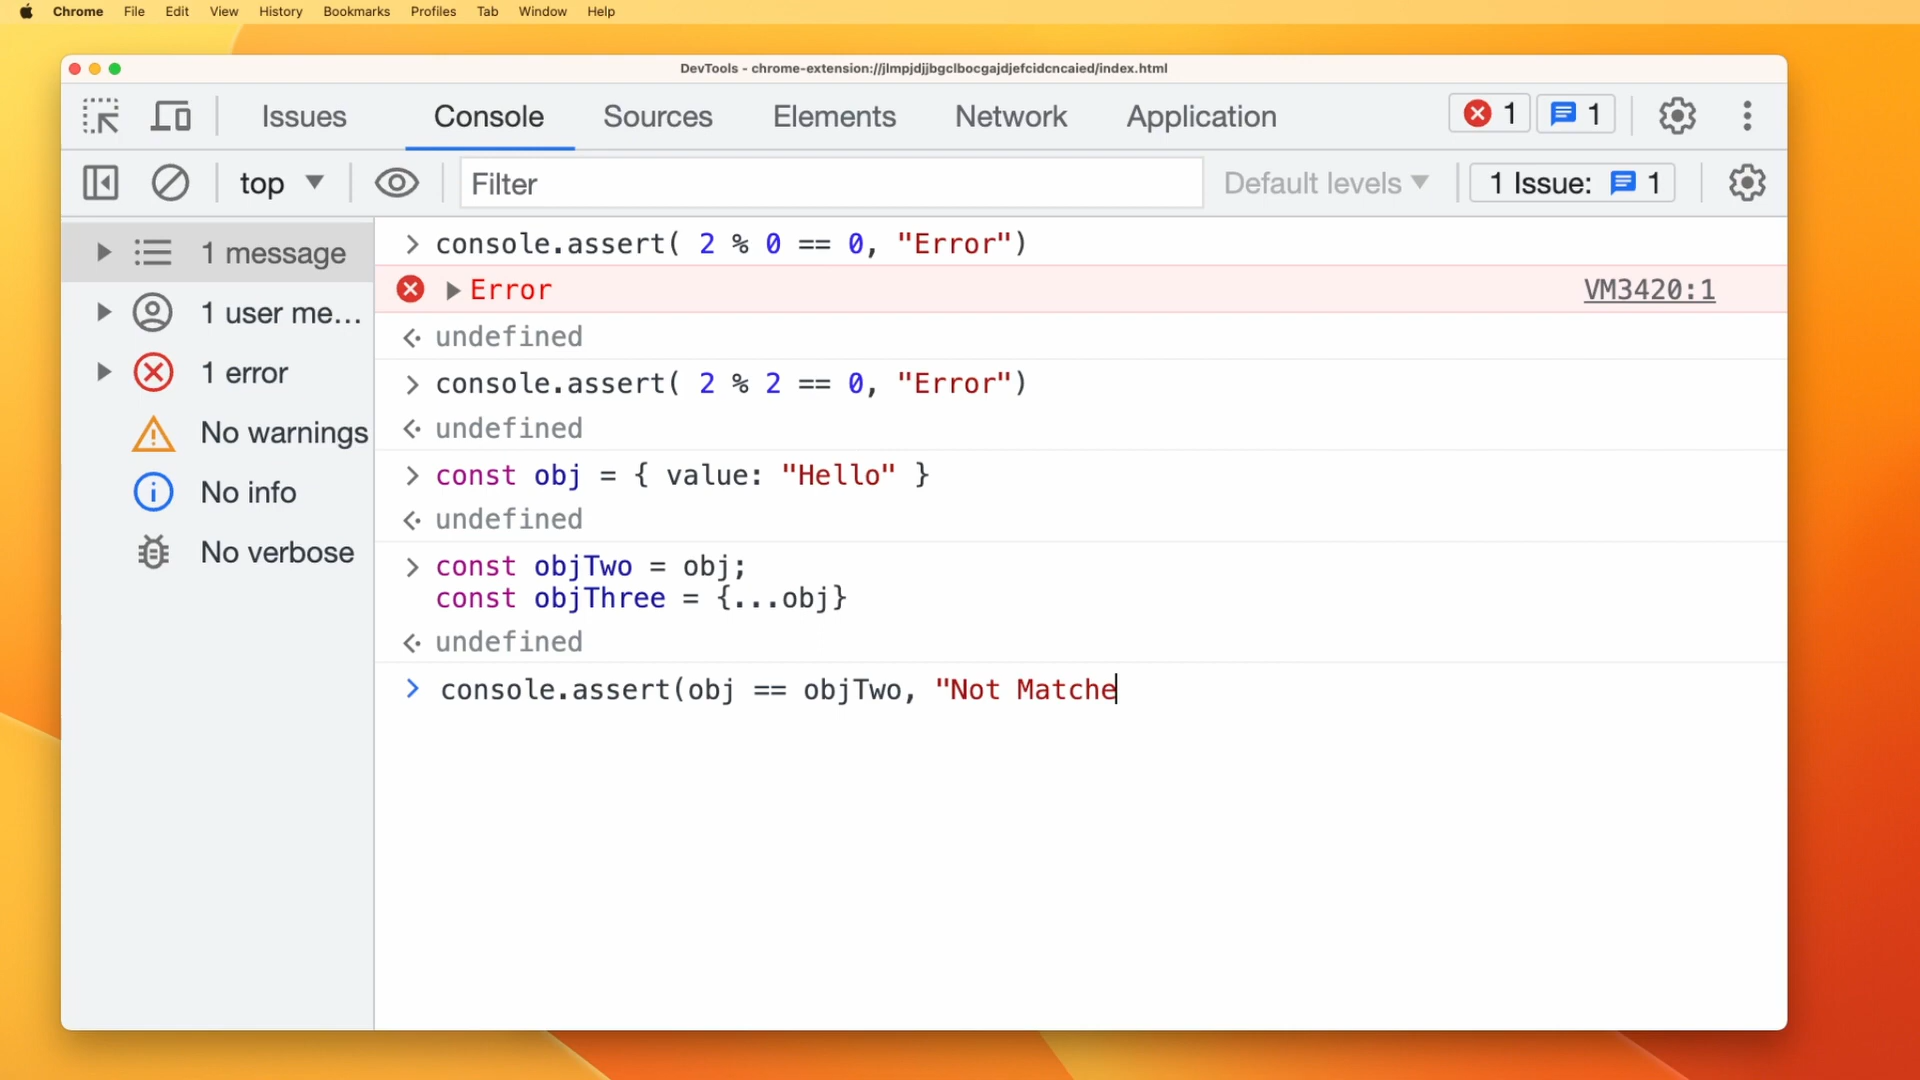 Chrome File Edit View History Bookmarks Profiles Tab Window Help
DevTools - chrome-extension://jlmpjdjjbgclbocgajdjefcidcncaied/index.html
Issues Console Sources Elements Network Application 1 1
top Filter Default levels 1 Issue: 1
1 message
1 user me...
1 error
No warnings
No info
No verbose
> console.assert( 2 % 0 == 0, "Error")
Error VM3420:1
undefined
> console.assert( 2 % 2 == 0, "Error")
undefined
> const obj = { value: "Hello" }
undefined
> const objTwo = obj;
const objThree = {...obj}
undefined
> console.assert(obj == objTwo, "Not Matche